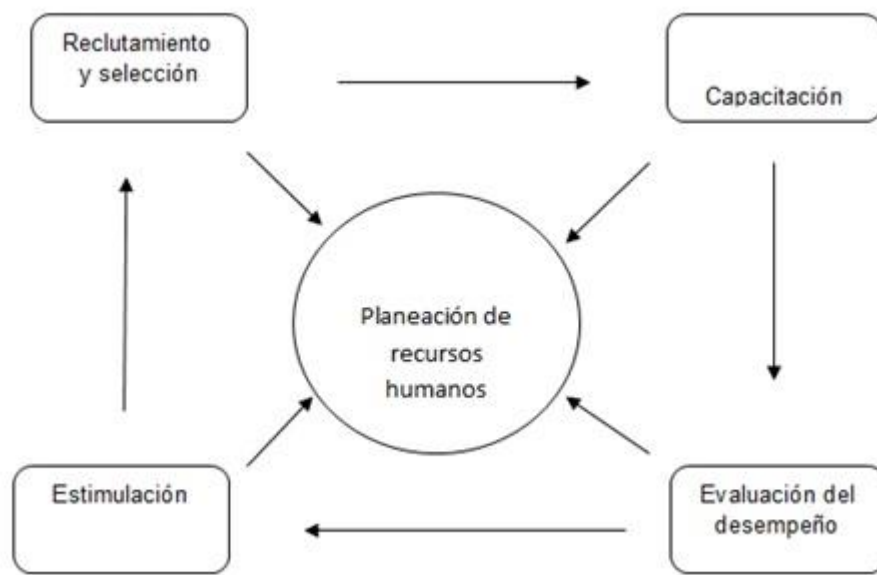 Reclutamiento
y selección
Capacitación
Planeación de
recursos
humanos
Estimulación
Evaluación del
desempeño